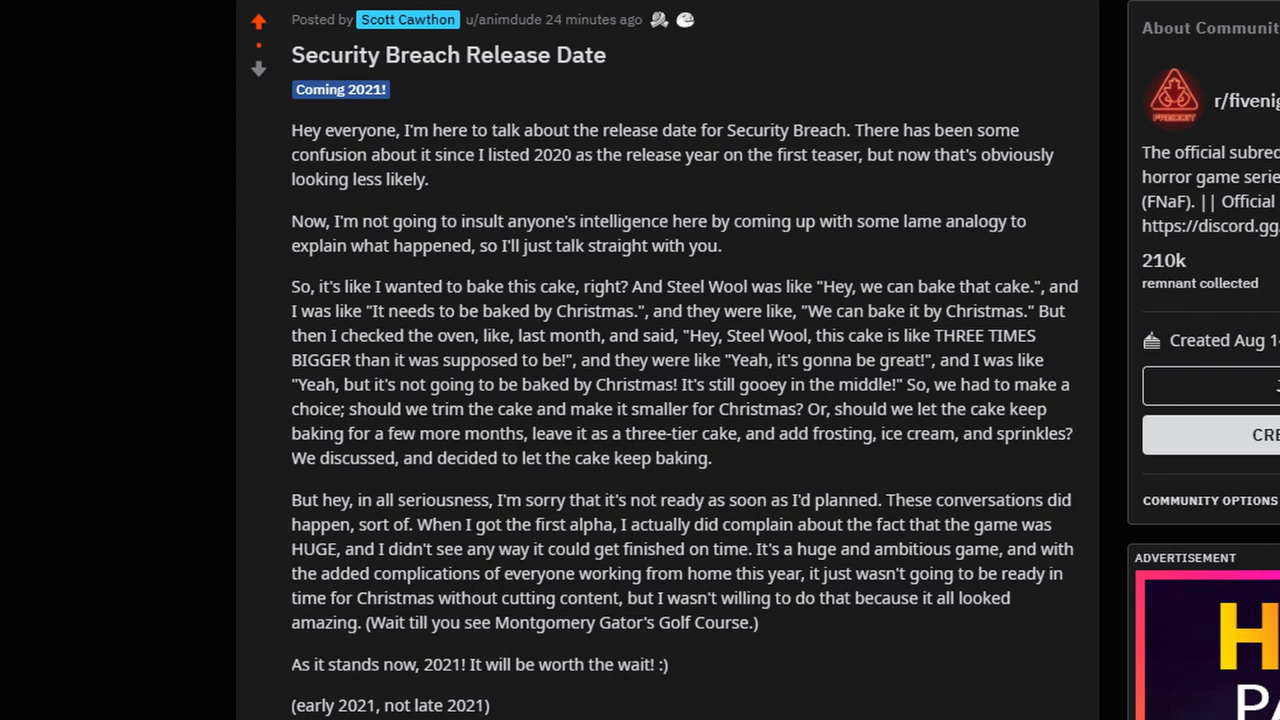 Posted by Scott Cawthon u/animdude 24 minutes ago
Security Breach Release Date
Coming 2021!
Hey everyone, I'm here to talk about the release date for Security Breach. There has been some
confusion about it since I listed 2020 as the release year on the first teaser, but now that's obviously
looking less likely.
Now, I'm not going to insult anyone's intelligence here by coming up with some lame analogy to
explain what happened, so I'll just talk straight with you.
So, it's like I wanted to bake this cake, right? And Steel Wool was like "Hey, we can bake that cake.", and
I was like "It needs to be baked by Christmas.", and they were like, "We can bake it by Christmas." But
then I checked the oven, like, last month, and said, "Hey, Steel Wool, this cake is like THREE TIMES
BIGGER than it was supposed to be!", and they were like "Yeah, it's gonna be great!", and I was like
"Yeah, but it's not going to be baked by Christmas! It's still gooey in the middle!" So, we had to make a
choice; should we trim the cake and make it smaller for Christmas? Or, should we let the cake keep
baking for a few more months, leave it as a three-tier cake, and add frosting, ice cream, and sprinkles?
We discussed, and decided to let the cake keep baking.
But hey, in all seriousness, I'm sorry that it's not ready as soon as I'd planned. These conversations did
happen, sort of. When I got the first alpha, I actually did complain about the fact that the game was
HUGE, and I didn't see any way it could get finished on time. It's a huge and ambitious game, and with
the added complications of everyone working from home this year, it just wasn't going to be ready in
time for Christmas without cutting content, but I wasn't willing to do that because it all looked
amazing. (Wait till you see Montgomery Gator's Golf Course.)
As it stands now, 2021! It will be worth the wait! :)
(early 2021, not late 2021)
About Communit
r/fivenig
The official subred
horror game serie
(FNaF). || Official
https://discord.gg
210k
remnant collected
Created Aug 1
CRE
COMMUNITY OPTIONS
ADVERTISEMENT
H
PA